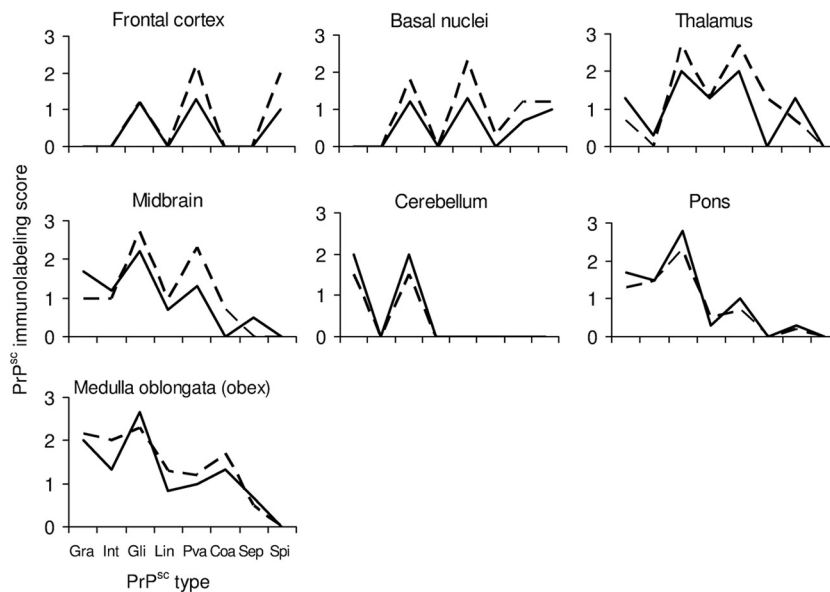 Frontal cortex
Basal nuclei
Thalamus
3
2
1
0
3
2
1
0
3
2
1
0
PrPsc immunolabeling score
Midbrain
Cerebellum
Pons
3
2
1
0
3
2
1
0
3
2
1
0
Medulla oblongata (obex)
3
2
1
0
Gra Int Gli Lin Pva Coa Sep Spi
PrPsc type